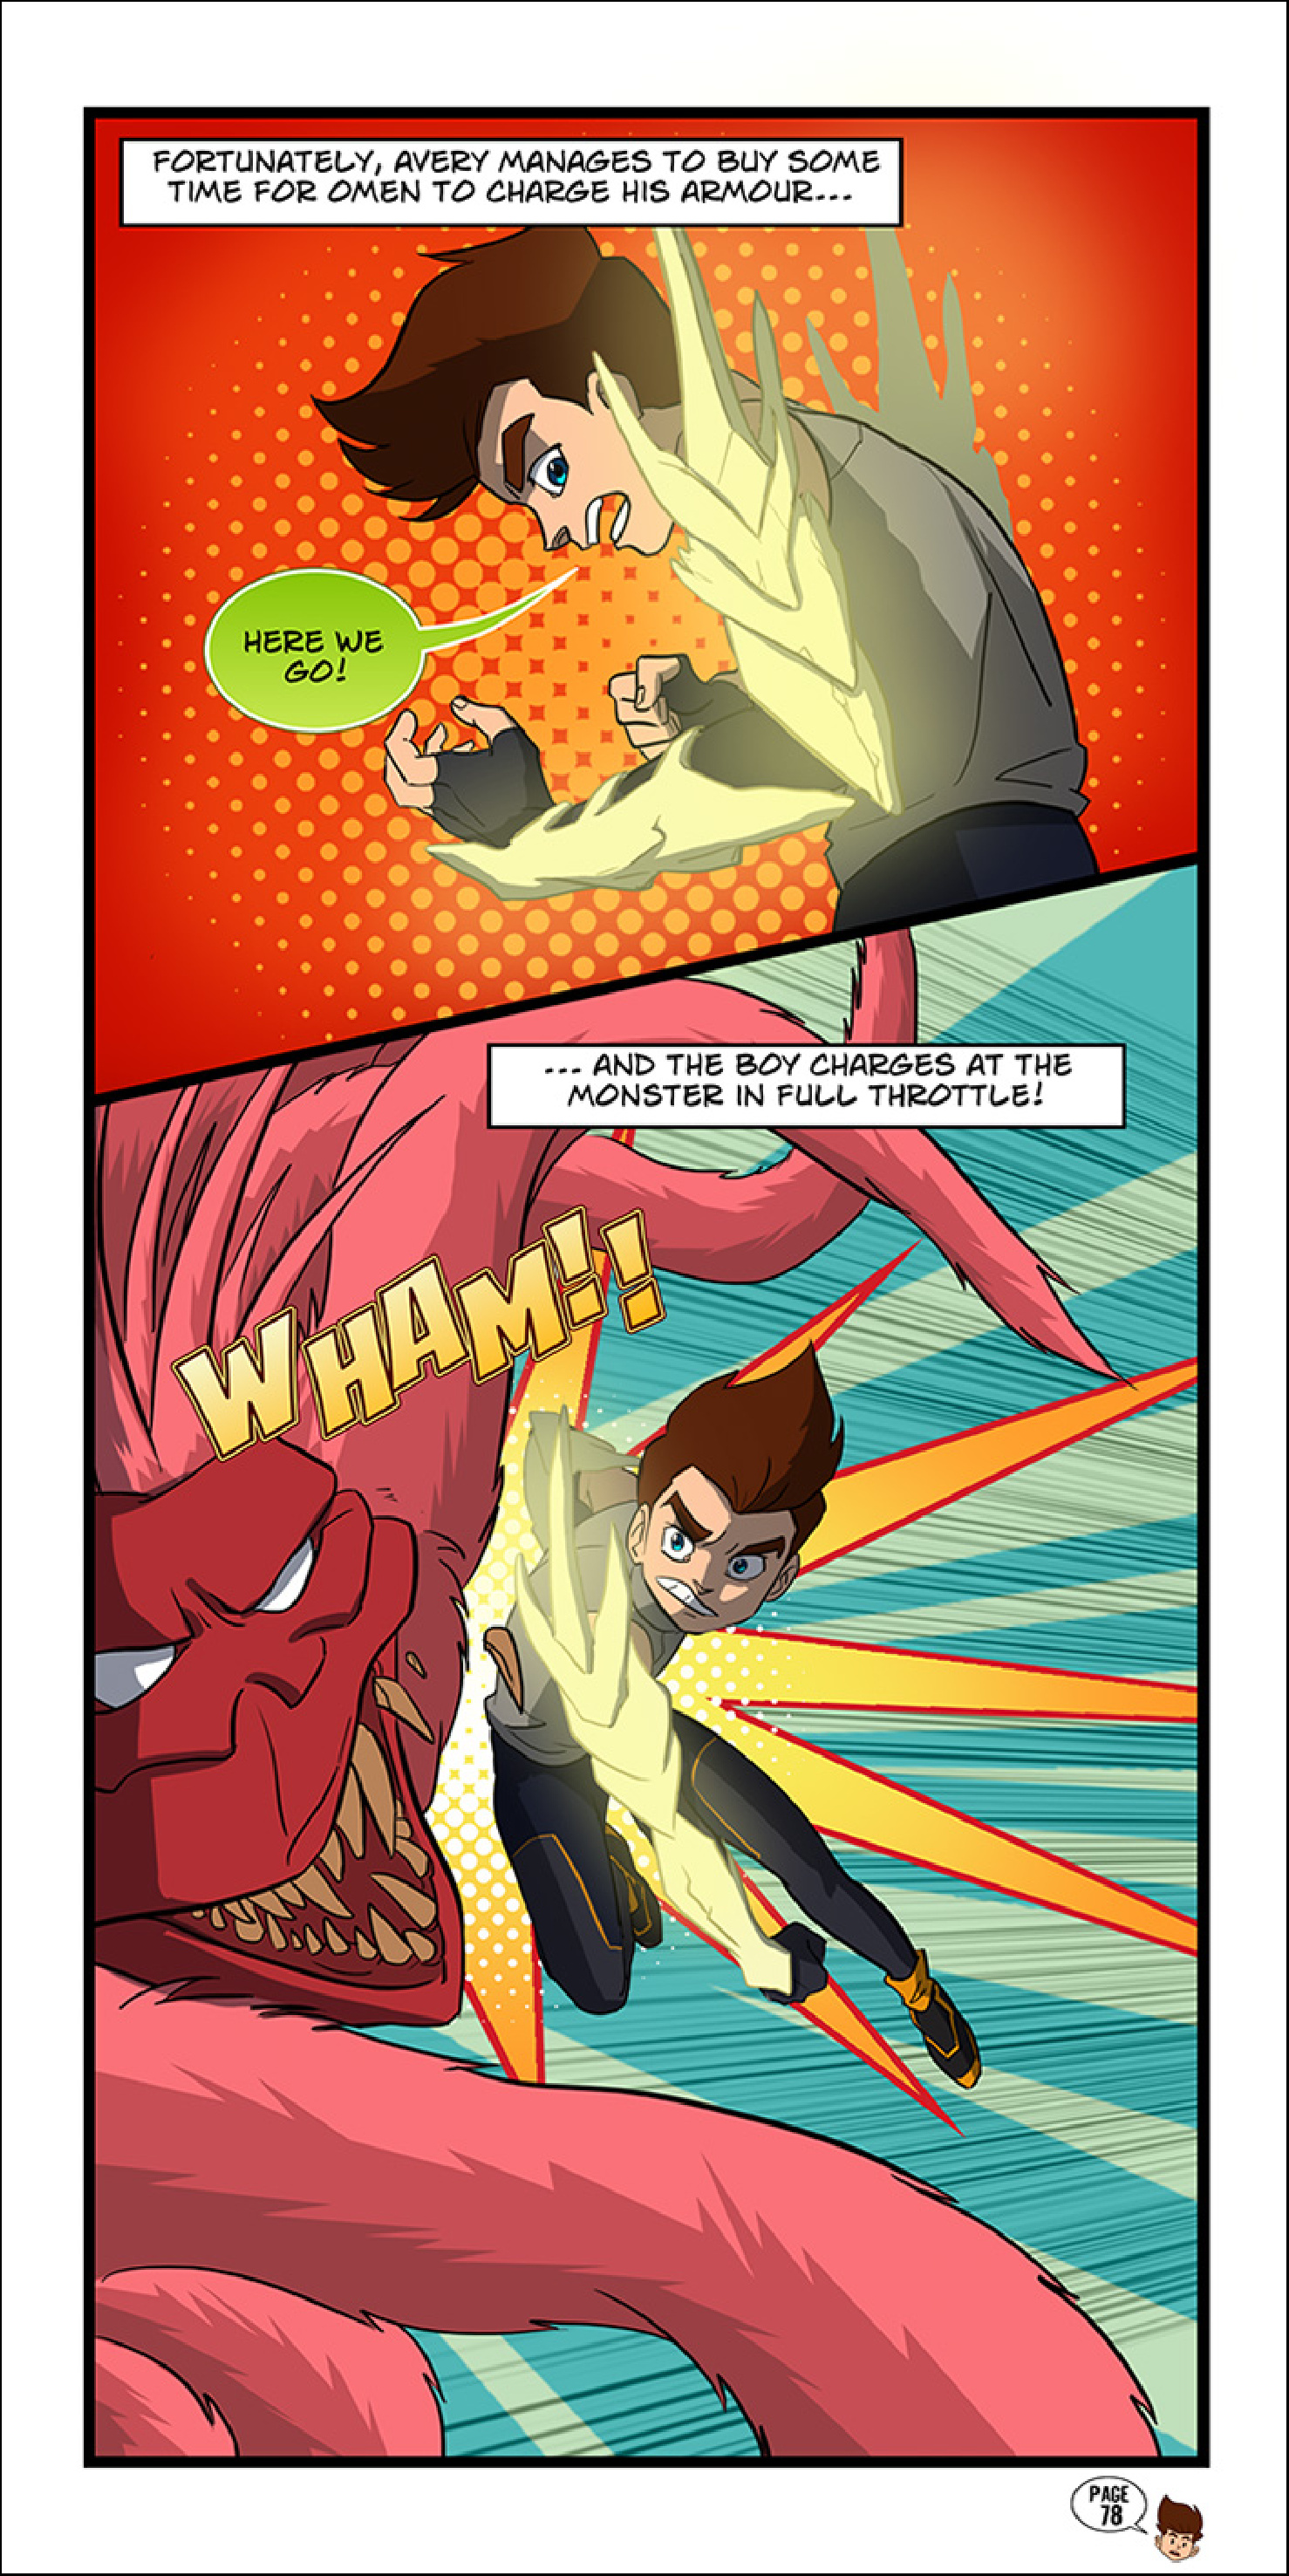 FORTUNATELY, AVERY MANAGES TO BUY SOME
TIME FOR OMEN TO CHARGE HIS ARMOUR...
HERE WE
GO!
... AND THE BOY CHARGES AT THE
MONSTER IN FULL THROTTLE!
WHAM!!
PAGE
78